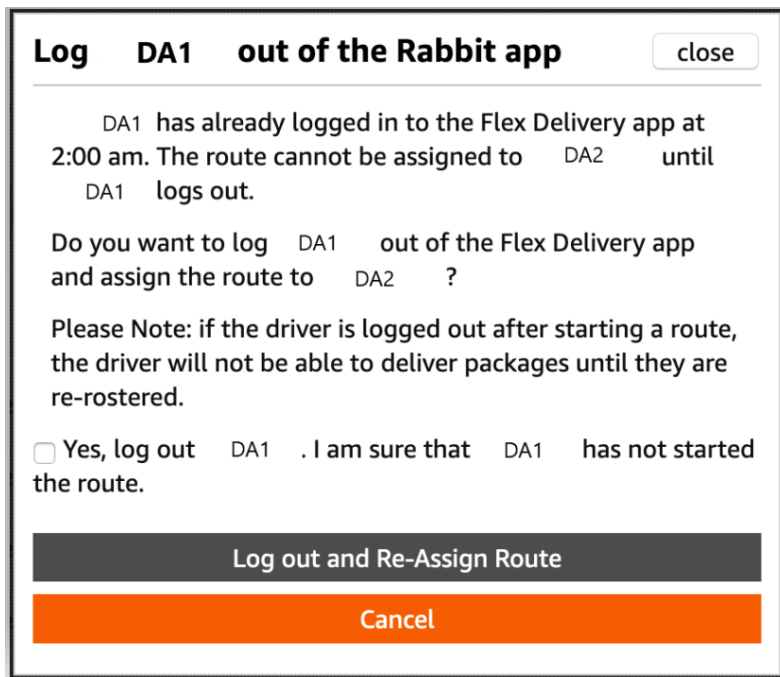 Log DA1 out of the Rabbit app close
DA1 has already logged in to the Flex Delivery app at
2:00 am. The route cannot be assigned to DA2 until
DA1 logs out.
Do you want to log DA1 out of the Flex Delivery app
and assign the route to DA2 ?
Please Note: if the driver is logged out after starting a route,
the driver will not be able to deliver packages until they are
re-rostered.
Yes, log out DA1 . I am sure that DA1 has not started
the route.
Log out and Re-Assign Route
Cancel